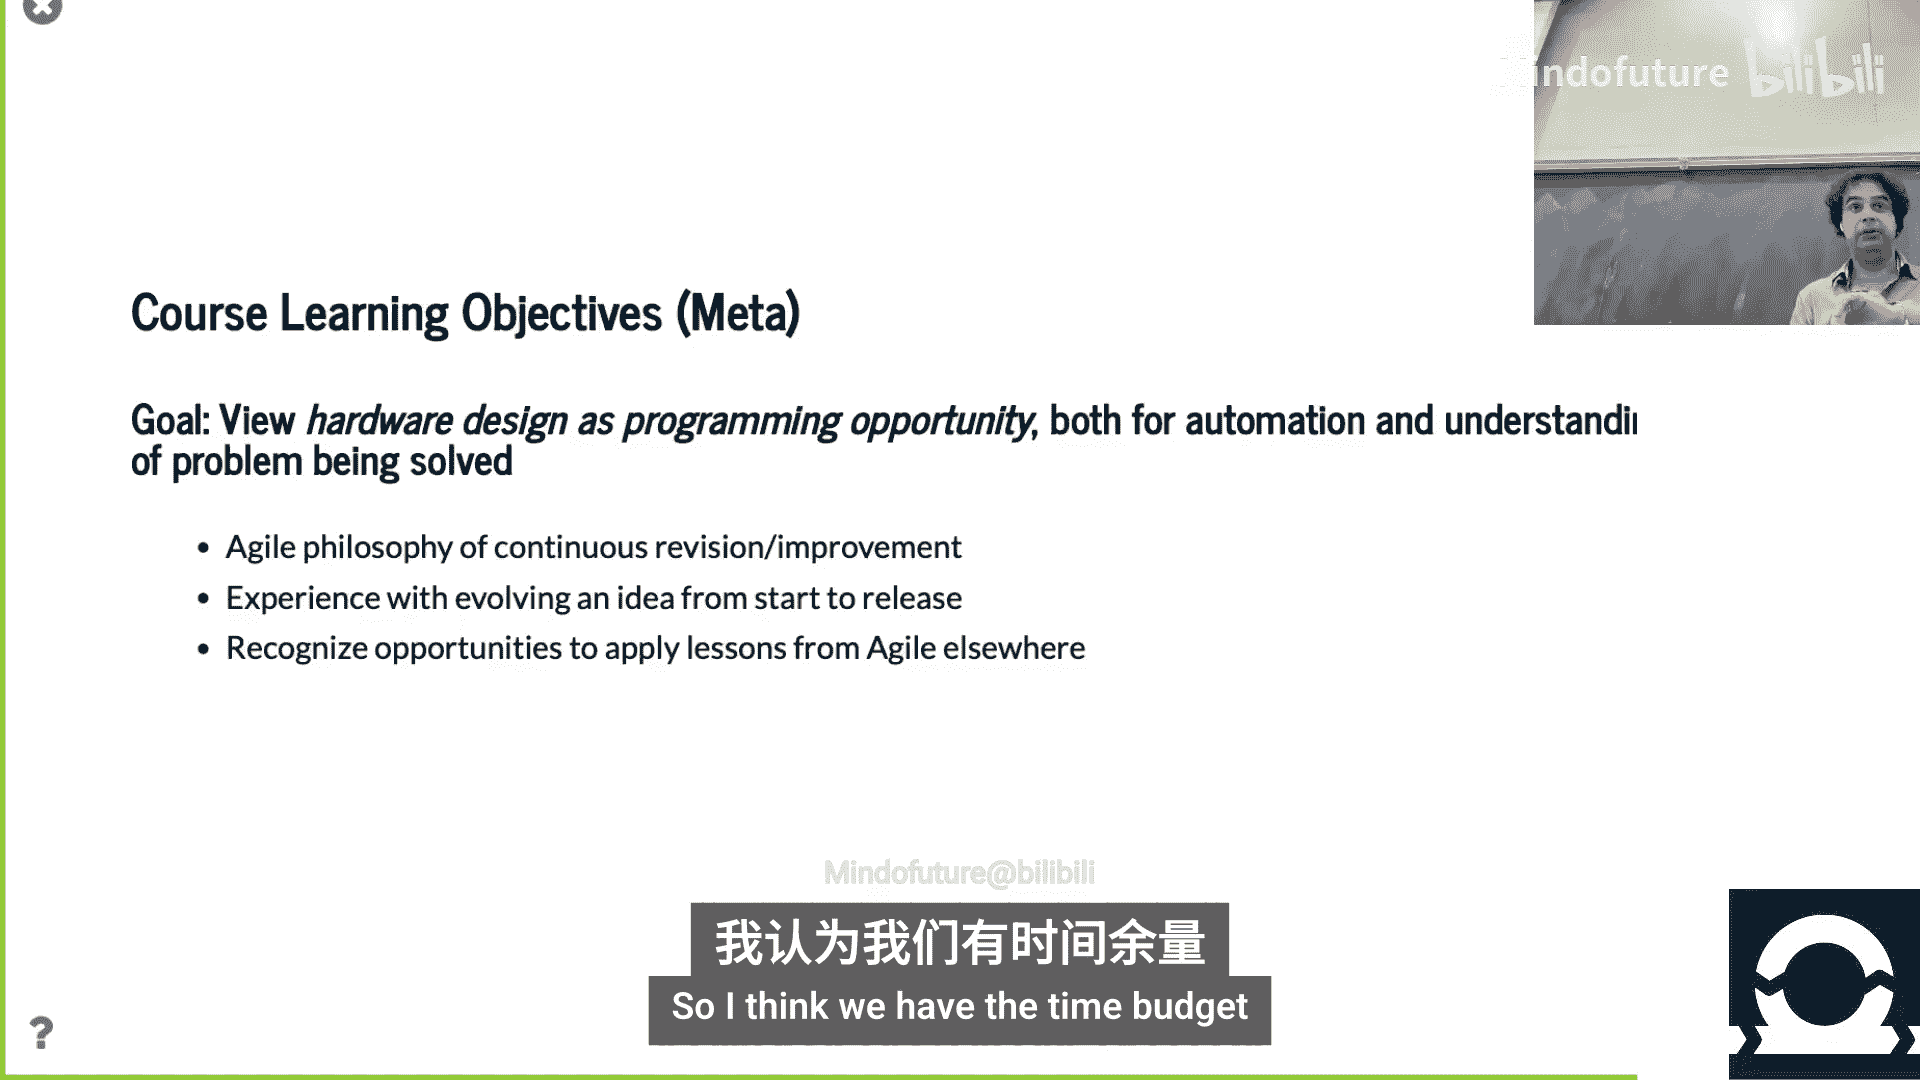 indofuture bilibili
Course Learning Objectives (Meta)
Goal: View hardware design as programming opportunity, both for automation and understandin
of problem being solved
• Agile philosophy of continuous revision/improvement
• Experience with evolving an idea from start to release
• Recognize opportunities to apply lessons from Agile elsewhere
Mindofuture@bilibili
我认为我们有时间余量
So I think we have the time budget
?